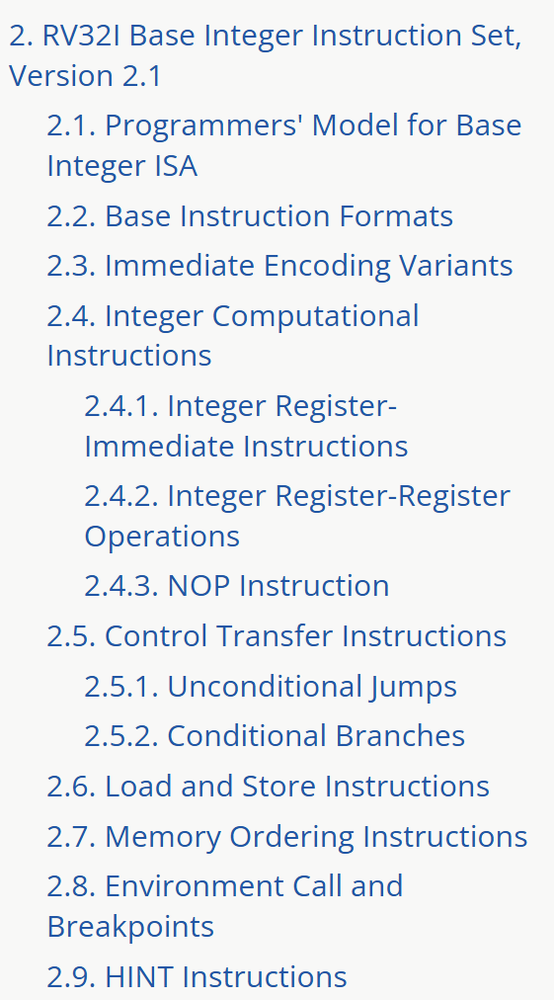 2. RV32I Base Integer Instruction Set,
Version 2.1
2.1. Programmers' Model for Base
Integer ISA
2.2. Base Instruction Formats
2.3. Immediate Encoding Variants
2.4. Integer Computational
Instructions
2.4.1. Integer Register-
Immediate Instructions
2.4.2. Integer Register-Register
Operations
2.4.3. NOP Instruction
2.5. Control Transfer Instructions
2.5.1. Unconditional Jumps
2.5.2. Conditional Branches
2.6. Load and Store Instructions
2.7. Memory Ordering Instructions
2.8. Environment Call and
Breakpoints
2.9. HINT Instructions